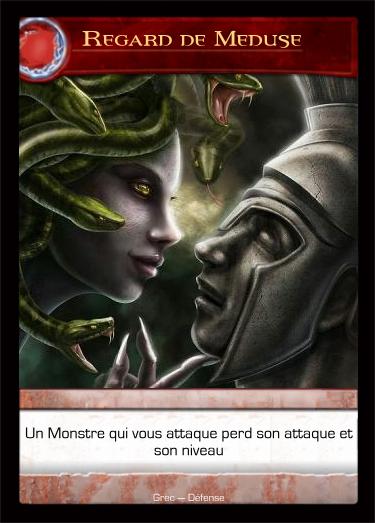 Regard de Meduse
Un Monstre qui vous attaque perd son attaque et
son niveau
Grec – Défense